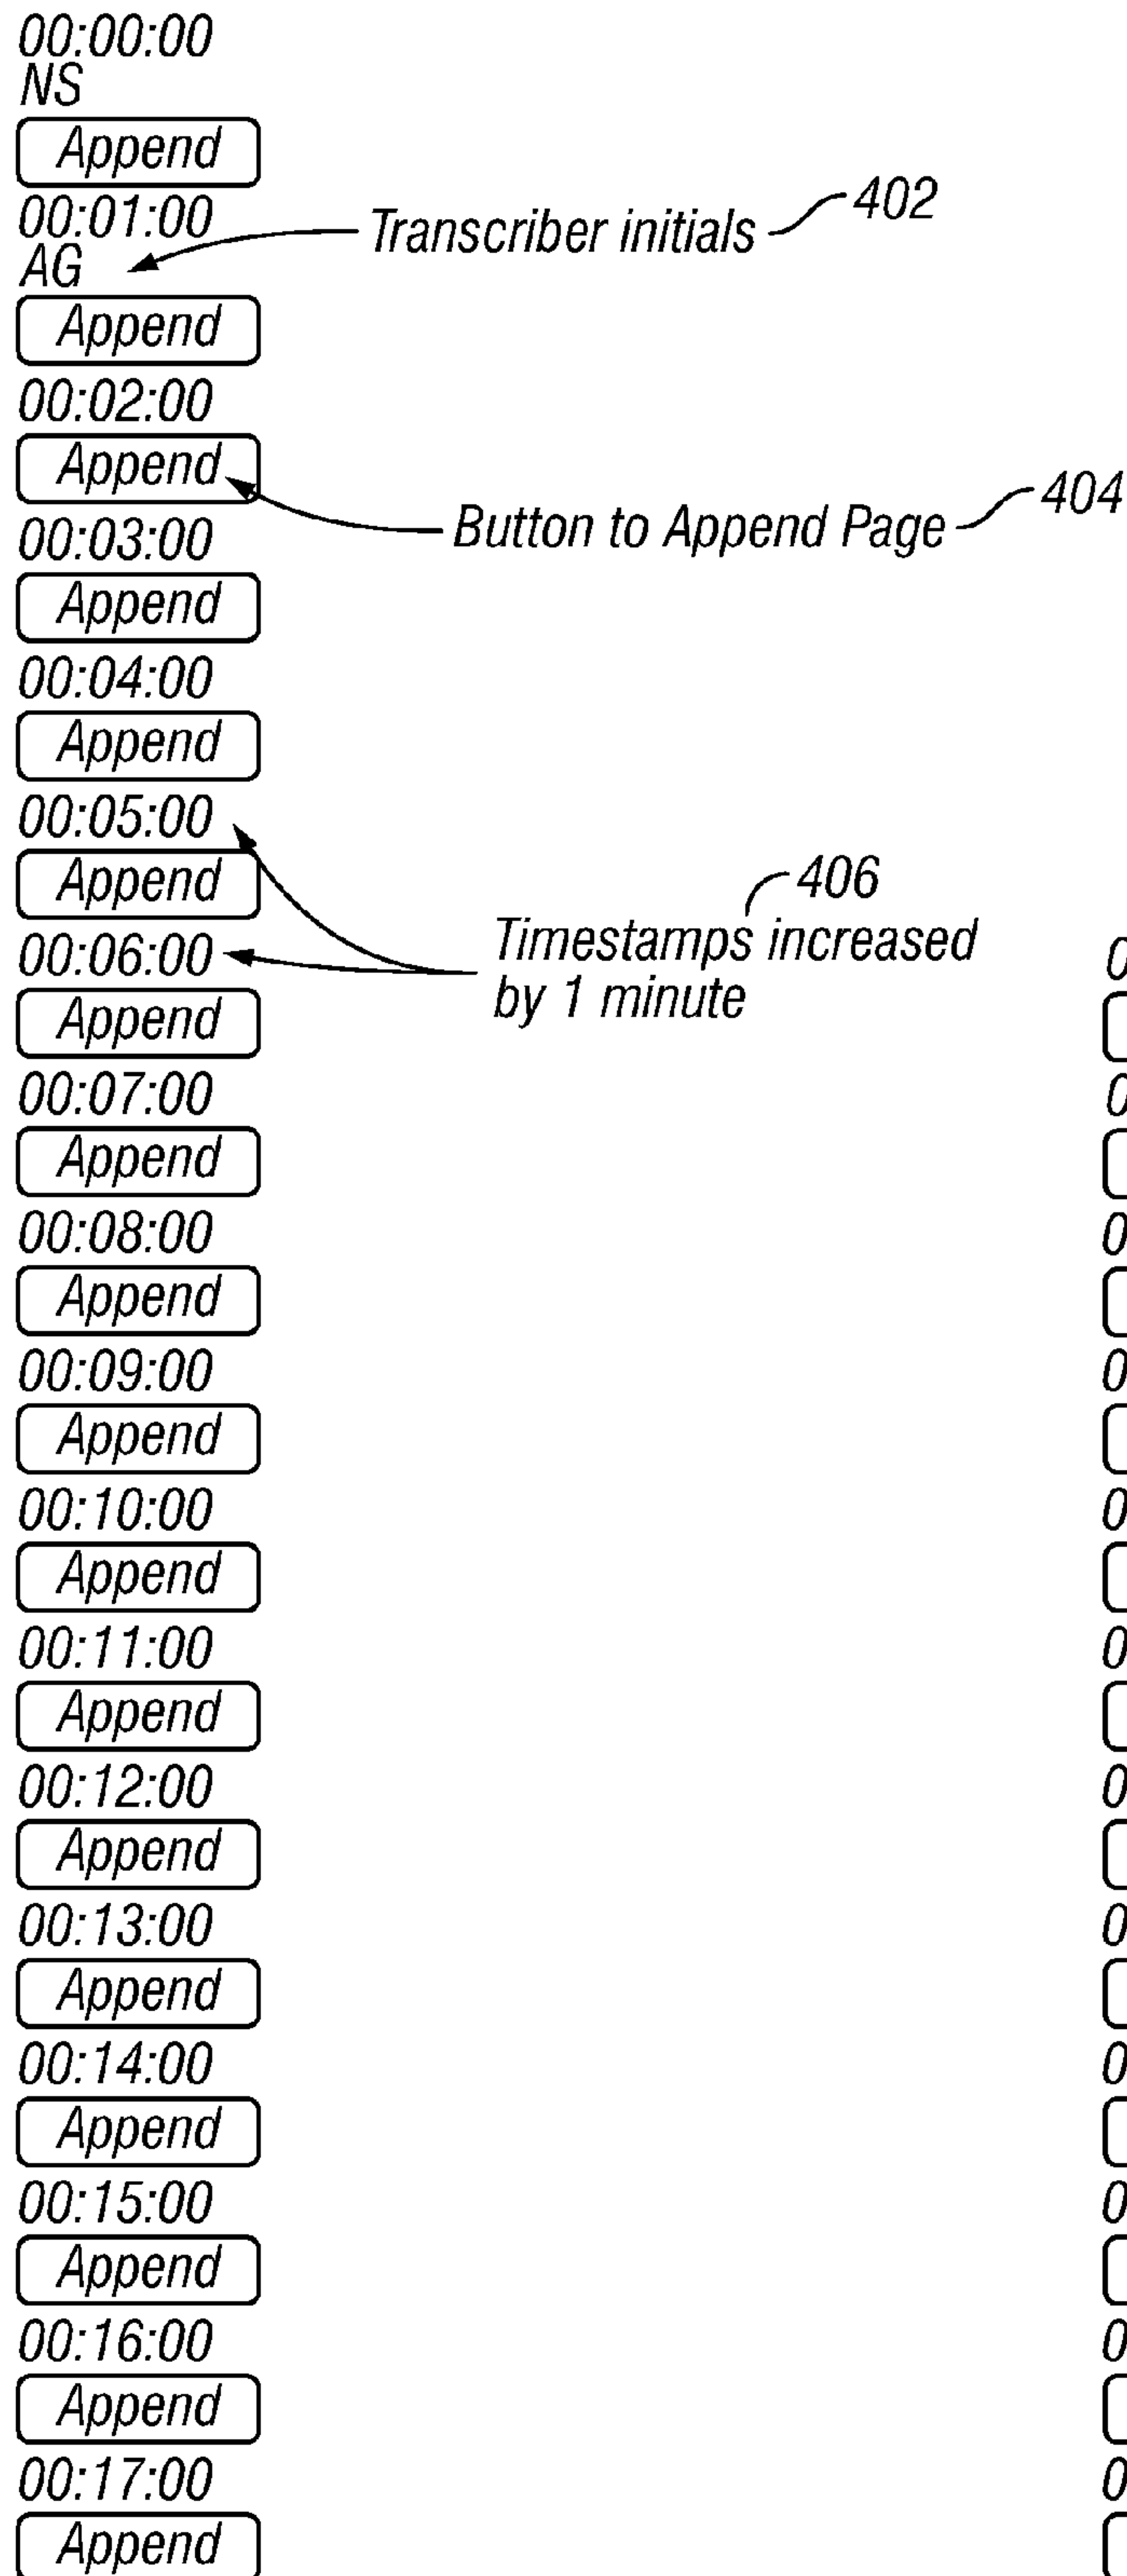 00:00:00
NS
Append
00:01:00
AG
Append
Transcriber initials 402
00:02:00
Append
Button to Append Page 404
00:03:00
Append
00:04:00
Append
00:05:00
Append
406
Timestamps increased
by 1 minute
00:06:00
Append
00:07:00
Append
00:08:00
Append
00:09:00
Append
00:10:00
Append
00:11:00
Append
00:12:00
Append
00:13:00
Append
00:14:00
Append
00:15:00
Append
00:16:00
Append
00:17:00
Append